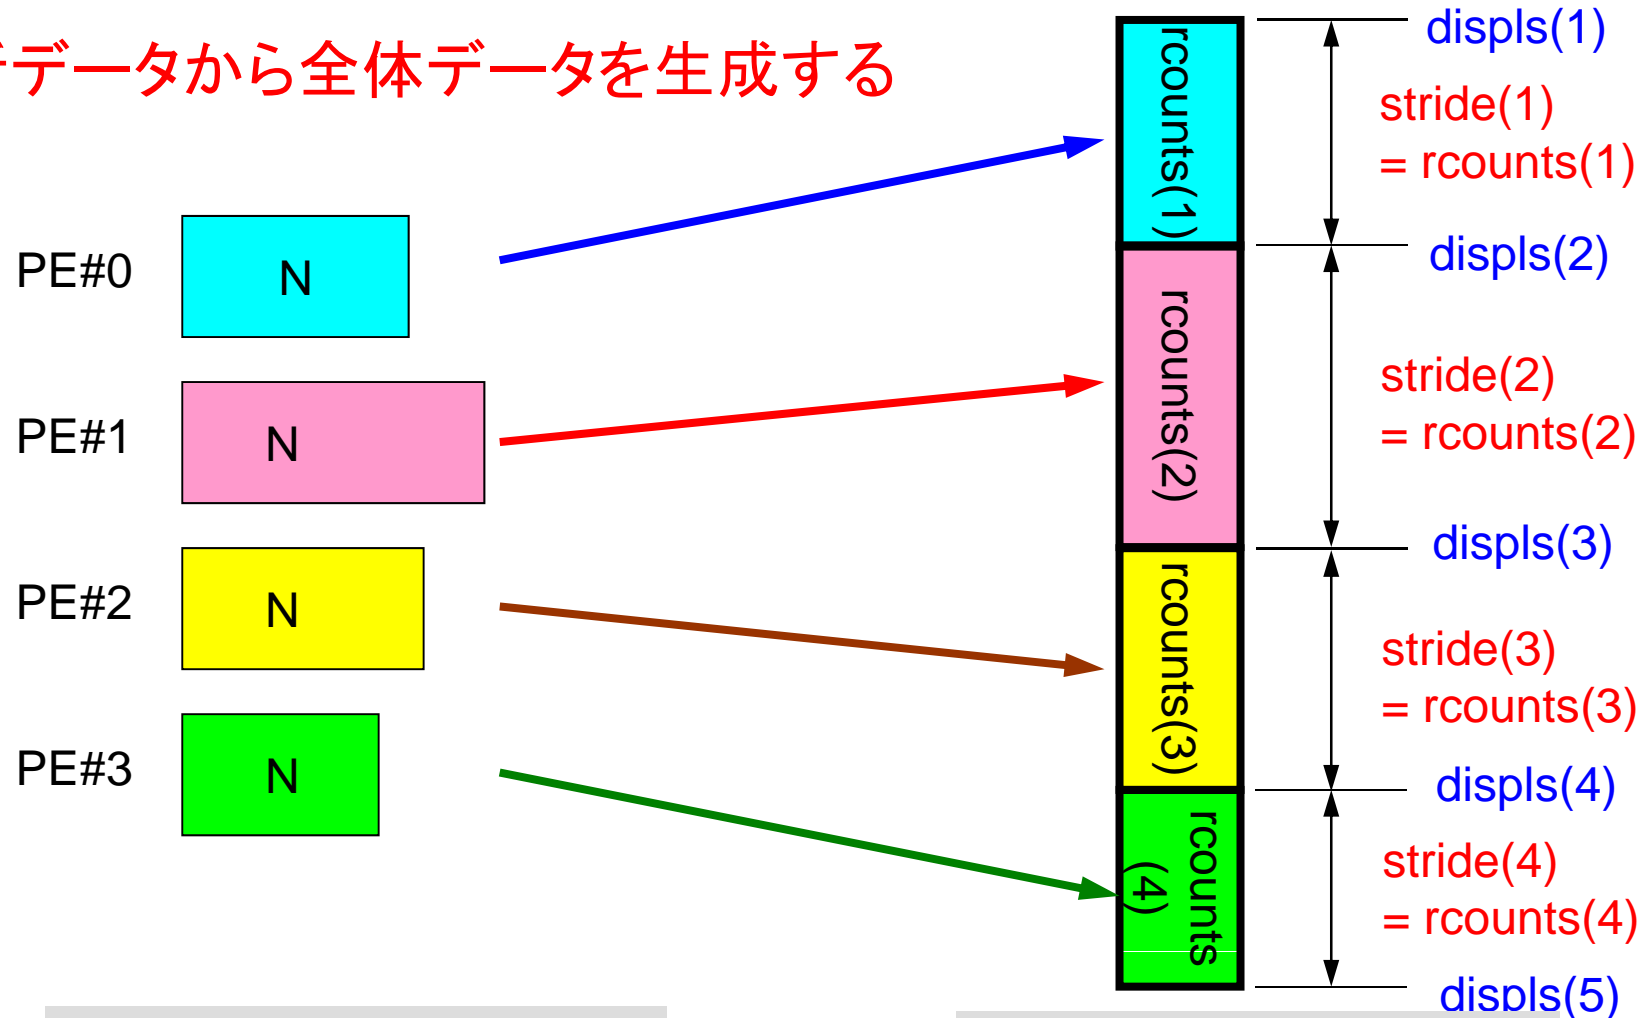 データから全体データを生成する
PE#0
N
PE#1
N
PE#2
N
PE#3
N
rcounts(1)
rcounts(2)
rcounts(3)
rcounts
(4)
displs(1)
stride(1)
= rcounts(1)
displs(2)
stride(2)
= rcounts(2)
displs(3)
stride(3)
= rcounts(3)
displs(4)
stride(4)
= rcounts(4)
displs(5)